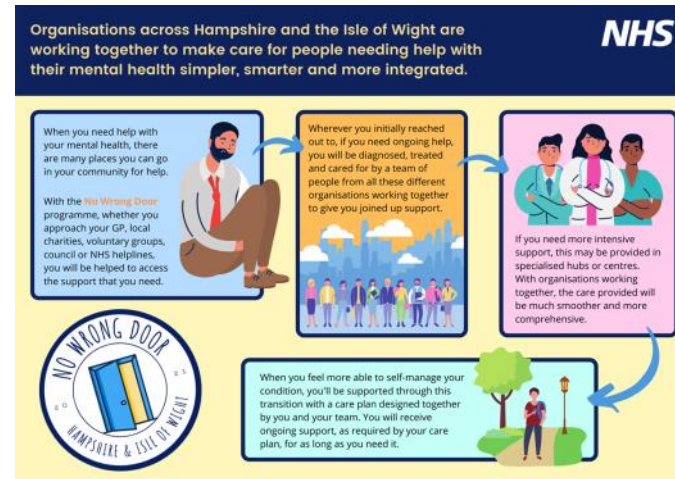 Organisations across Hampshire and the Isle of Wight are
working together to make care for people needing help with
their mental health simpler, smarter and more integrated.
NHS
When you need help with
your mental health, there
are many places you can go
in your community for help.
With the No Wrong Door
programme, whether you
approach your GP, local
charities, voluntary groups,
council or NHS helplines,
you will be helped to access
the support that you need.
Wherever you initially reached
out to, if you need ongoing help,
you will be diagnosed, treated
and cared for by a team of
people from all these different
organisations working together
to give you joined up support.
If you need more intensive
support, this may be provided in
specialised hubs or centres.
With organisations working
together, the care provided will
be much smoother and more
comprehensive.
NO WRONG DOOR
20 21
HAMPSHIRE & ISLE OF WIGHT
When you feel more able to self-manage your
condition, you'll be supported through this
transition with a care plan designed together
by you and your team. You will receive
ongoing support, as required by your care
plan, for as long as you need it.